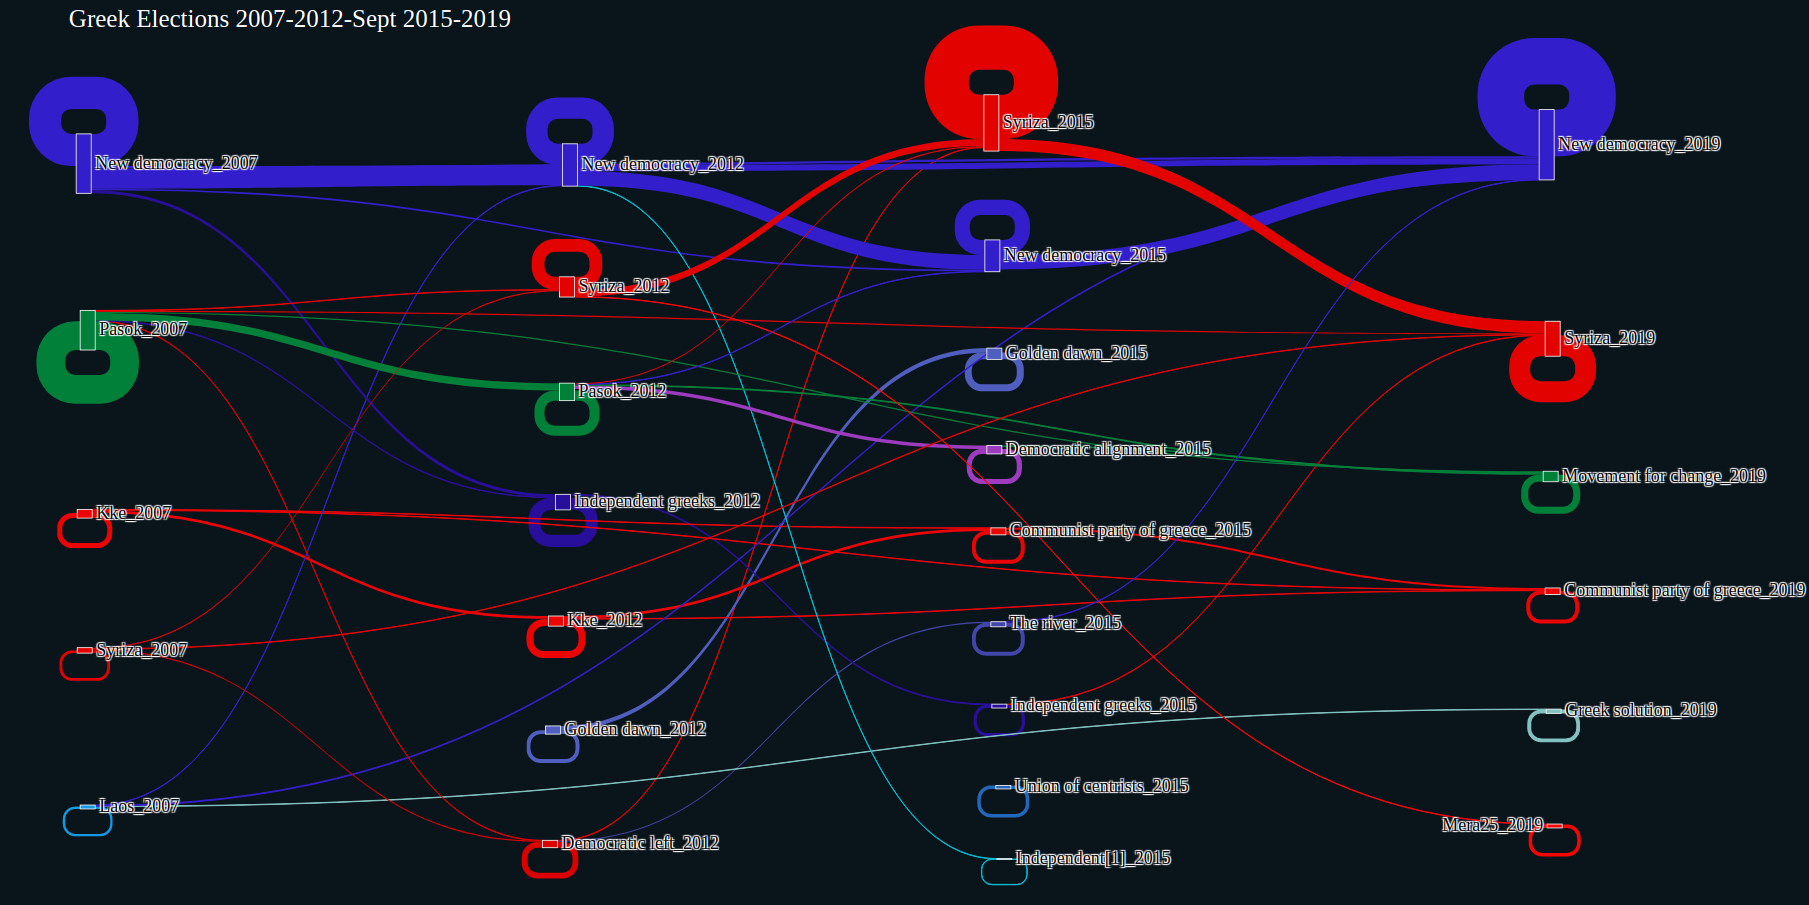 Greek Elections 2007-2012-Sept 2015-2019
New democracy_2007
Pasok_2007
Kke_2007
Syriza_2007
Laos_2007
New democracy_2012
Syriza_2012
Pasok_2012
Independent greeks_2012
Kke_2012
Golden dawn_2012
Democratic left_2012
Syriza_2015
New democracy_2015
Golden dawn_2015
Democratic alignment_2015
Communist party of greece_2015
The river_2015
Independent greeks_2015
Union of centrists_2015
Independent[1]_2015
New democracy_2019
Syriza_2019
Movement for change_2019
Communist party of greece_2019
Greek solution_2019
Mera25_2019